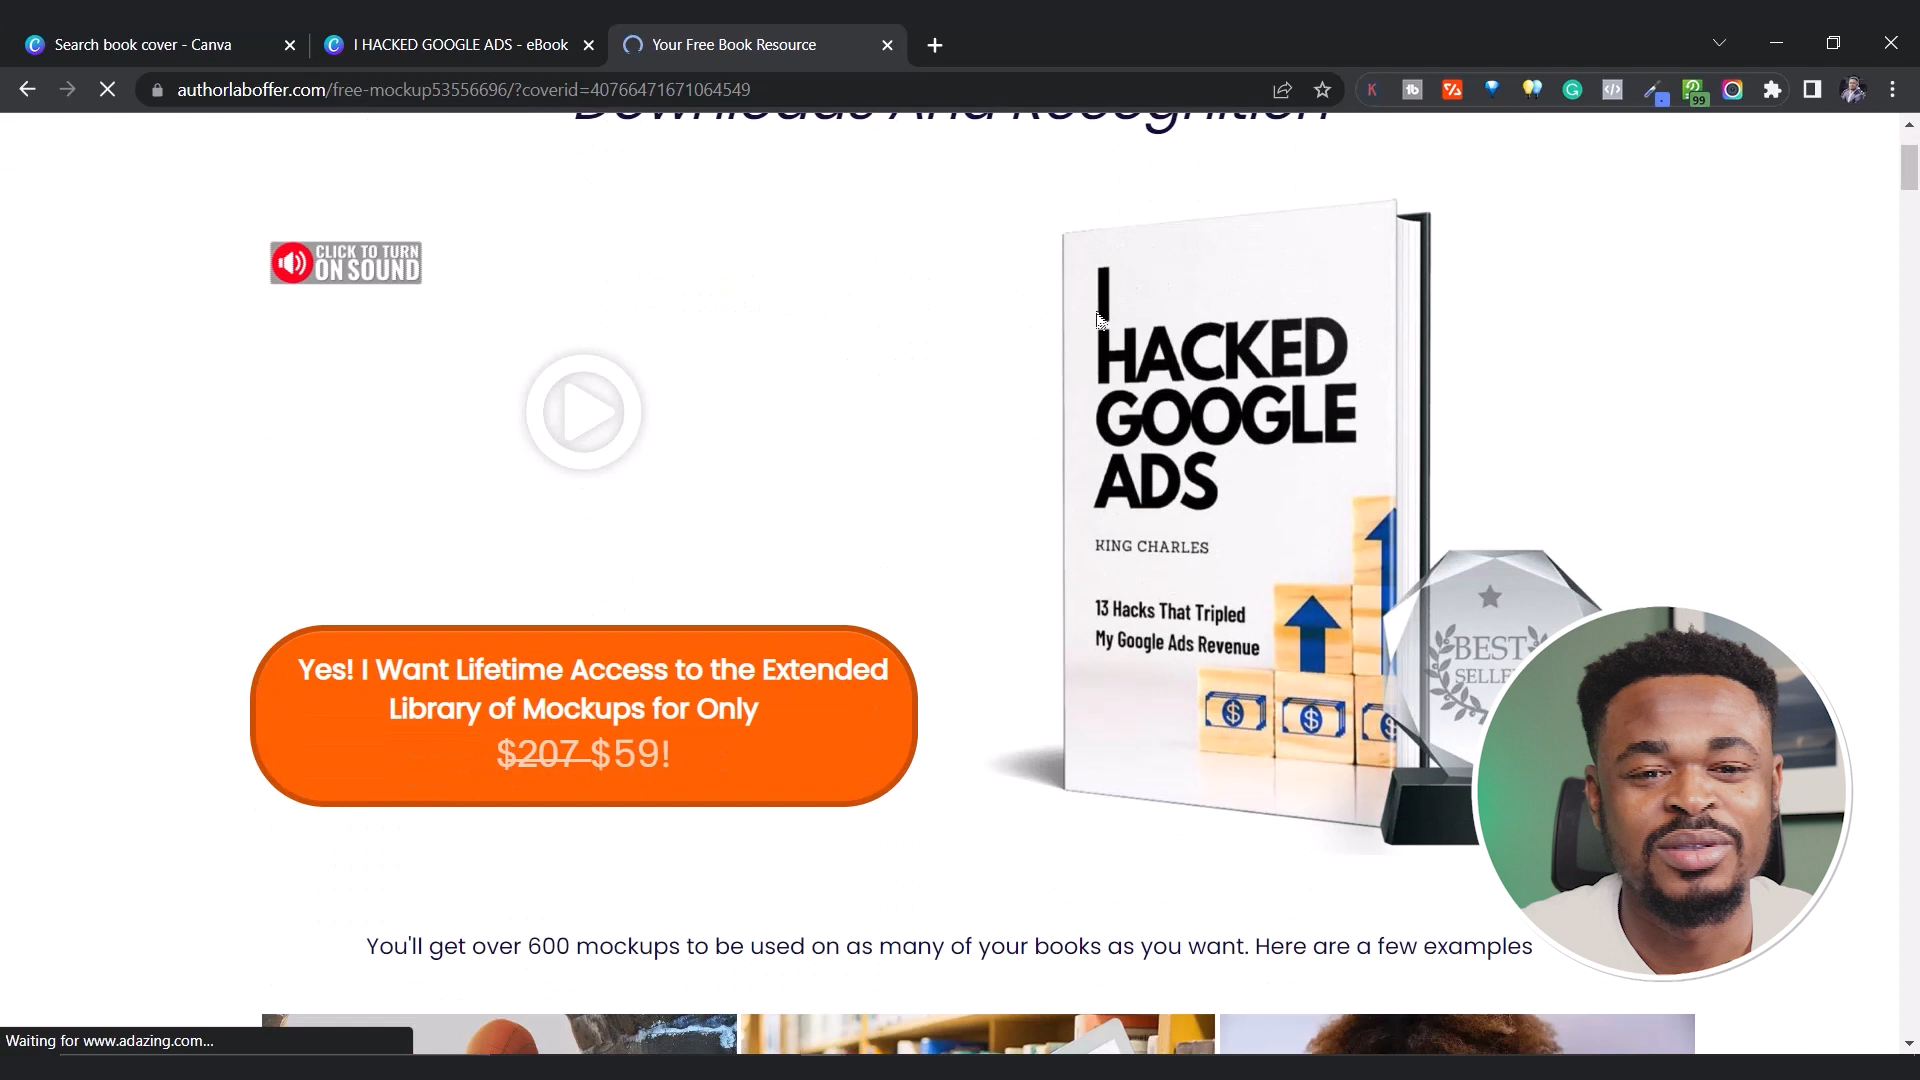 Search book cover - Canva
I HACKED GOOGLE ADS - eBook
Your Free Book Resource
authorlaboffer.com/free-mockup53556696/?coverid=40766471671064549
99
Downloads And Recognition
CLICK TO TURN
ON SOUND
I
HACKED
GOOGLE
ADS
KING CHARLES
13 Hacks That Tripled
My Google Ads Revenue
BEST
Yes! I Want Lifetime Access to the Extended
Library of Mockups for Only
$207 $59!
You'll get over 600 mockups to be used on as many of your books as you want. Here are a few examples
Waiting for www.adazing.com...